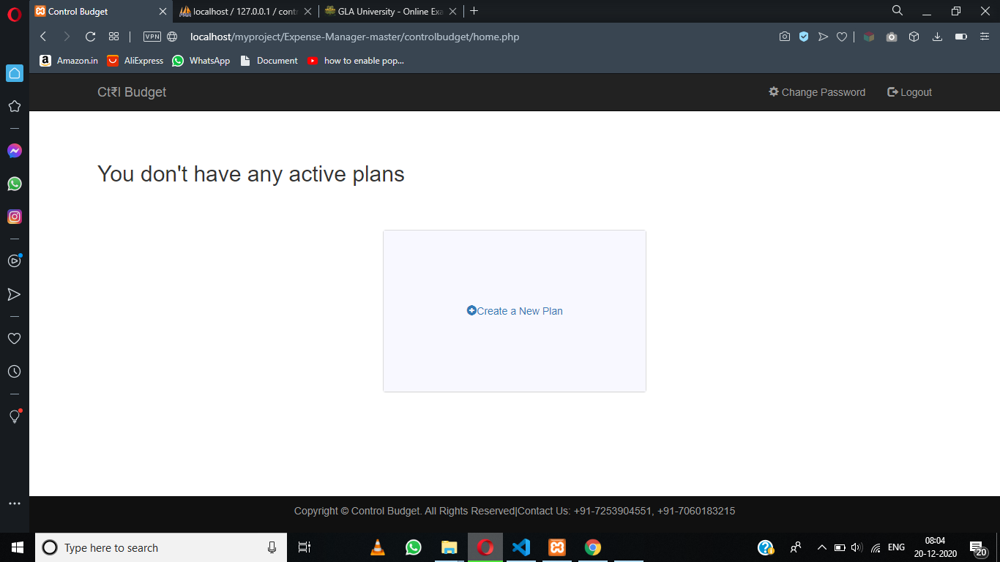 Control Budget
localhost / 127.0.0.1 / contr
GLA University - Online Exa
VPN
localhost/myproject/Expense-Manager-master/controlbudget/home.php
Amazon.in
AliExpress
WhatsApp
Document
how to enable pop...
Ct₹l Budget
Change Password
Logout
You don't have any active plans
Create a New Plan
Copyright © Control Budget. All Rights Reserved|Contact Us: +91-7253904551, +91-7060183215
Type here to search
ENG
08:04
20-12-2020
20